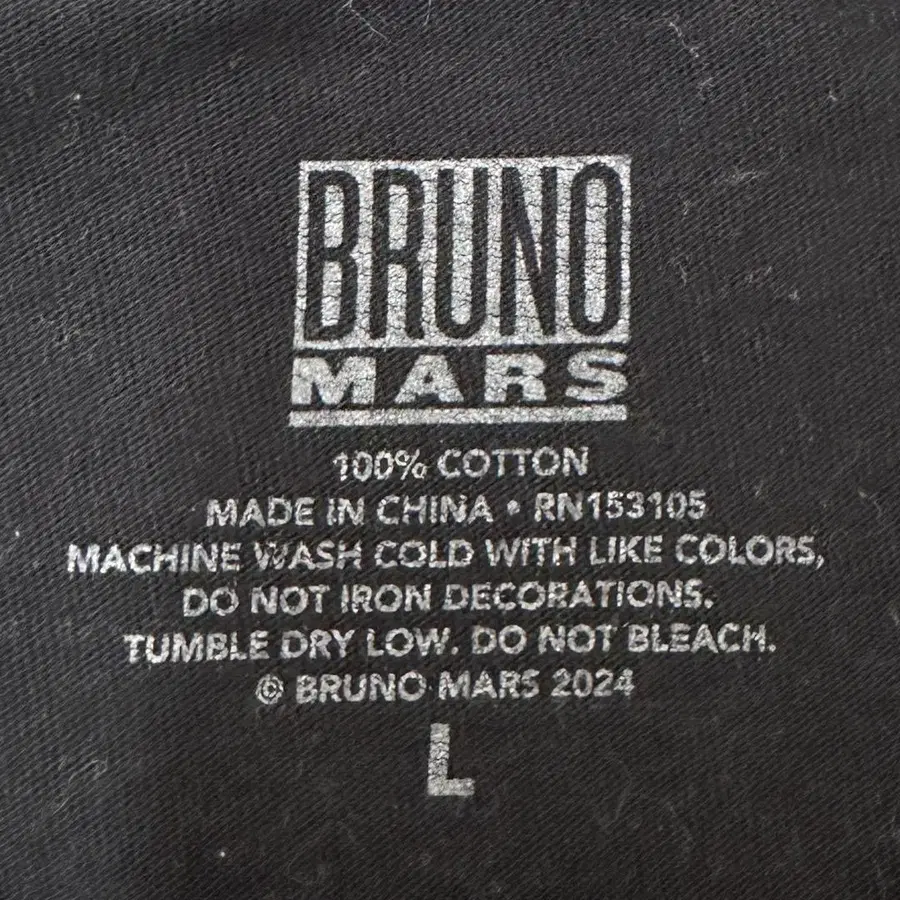 BRUNO
MARS
100% COTTON
MADE IN CHINA • RN153105
MACHINE WASH COLD WITH LIKE COLORS,
DO NOT IRON DECORATIONS.
TUMBLE DRY LOW. DO NOT BLEACH.
© BRUNO MARS 2024
L